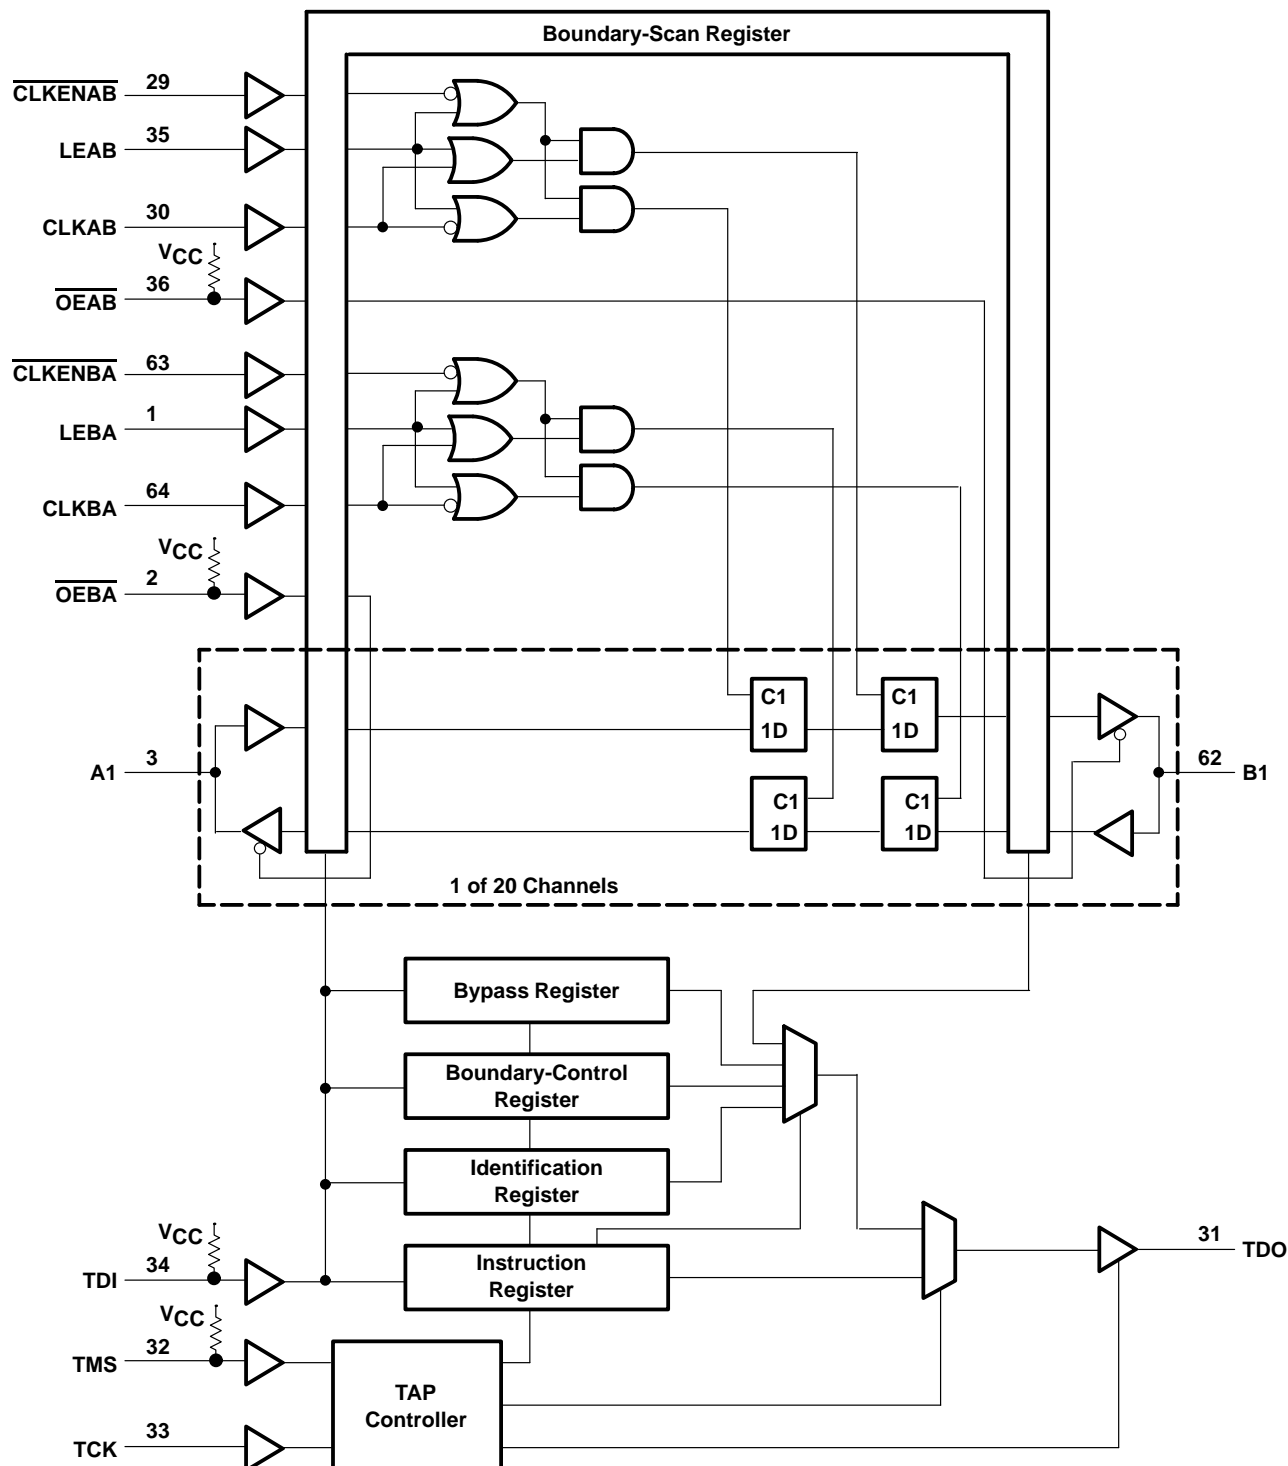 Boundary-Scan Register
CLKENAB 29
LEAB 35
CLKAB 30
VCC
OEAB 36
CLKENBA 63
LEBA 1
CLKBA 64
VCC
OEBA 2
C1
1D
C1
1D
A1 3
62 B1
C1
1D
C1
1D
1 of 20 Channels
Bypass Register
Boundary-Control
Register
Identification
Register
VCC
TDI 34
Instruction
Register
31 TDO
VCC
TMS 32
TAP
Controller
TCK 33